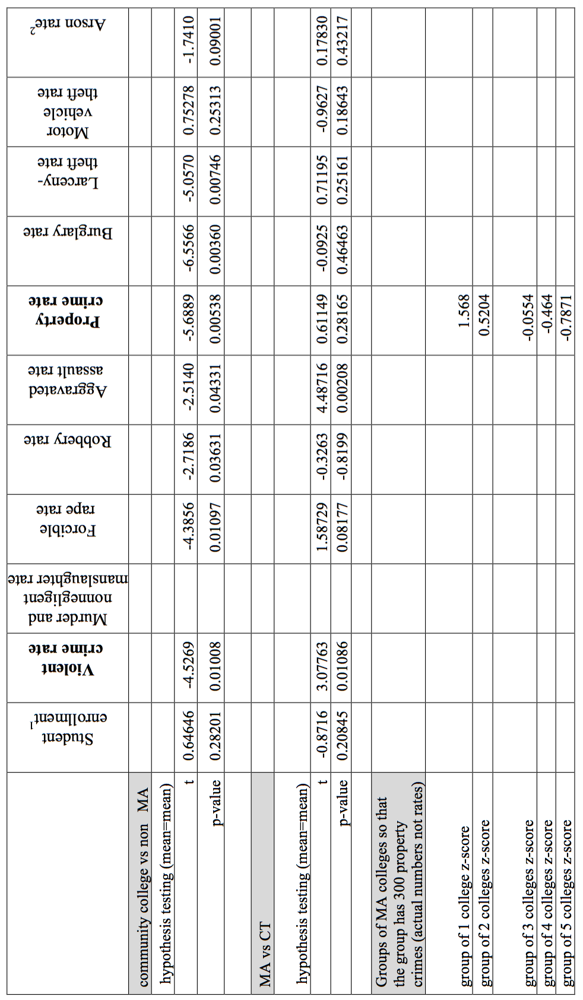 Student enrollment¹ Violent crime rate Murder and nonnegligent manslaughter rate Forcible rape rate Robbery rate Aggravated assault rate Property crime rate Burglary rate Larceny- theft rate Motor vehicle theft rate Arson rate²
community college vs non MA
hypothesis testing (mean=mean)
t 0.64646 -4.5269 -4.3856 -2.7186 -2.5140 -5.6889 -6.5566 -5.0570 0.75278 -1.7410
p-value 0.28201 0.01008 0.01097 0.03631 0.04331 0.00538 0.00360 0.00746 0.25313 0.09001
MA vs CT
hypothesis testing (mean=mean)
t -0.8716 3.07763 1.58729 -0.3263 4.48716 0.61149 -0.0925 0.71195 -0.9627 0.17830
p-value 0.20845 0.01086 0.08177 -0.8199 0.00208 0.28165 0.46463 0.25161 0.18643 0.43217
Groups of MA colleges so that
the group has 300 property
crimes (actual numbers not rates)
group of 1 college z-score 1.568
group of 2 colleges z-score 0.5204
group of 3 colleges z-score -0.0554
group of 4 colleges z-score -0.464
group of 5 colleges z-score -0.7871